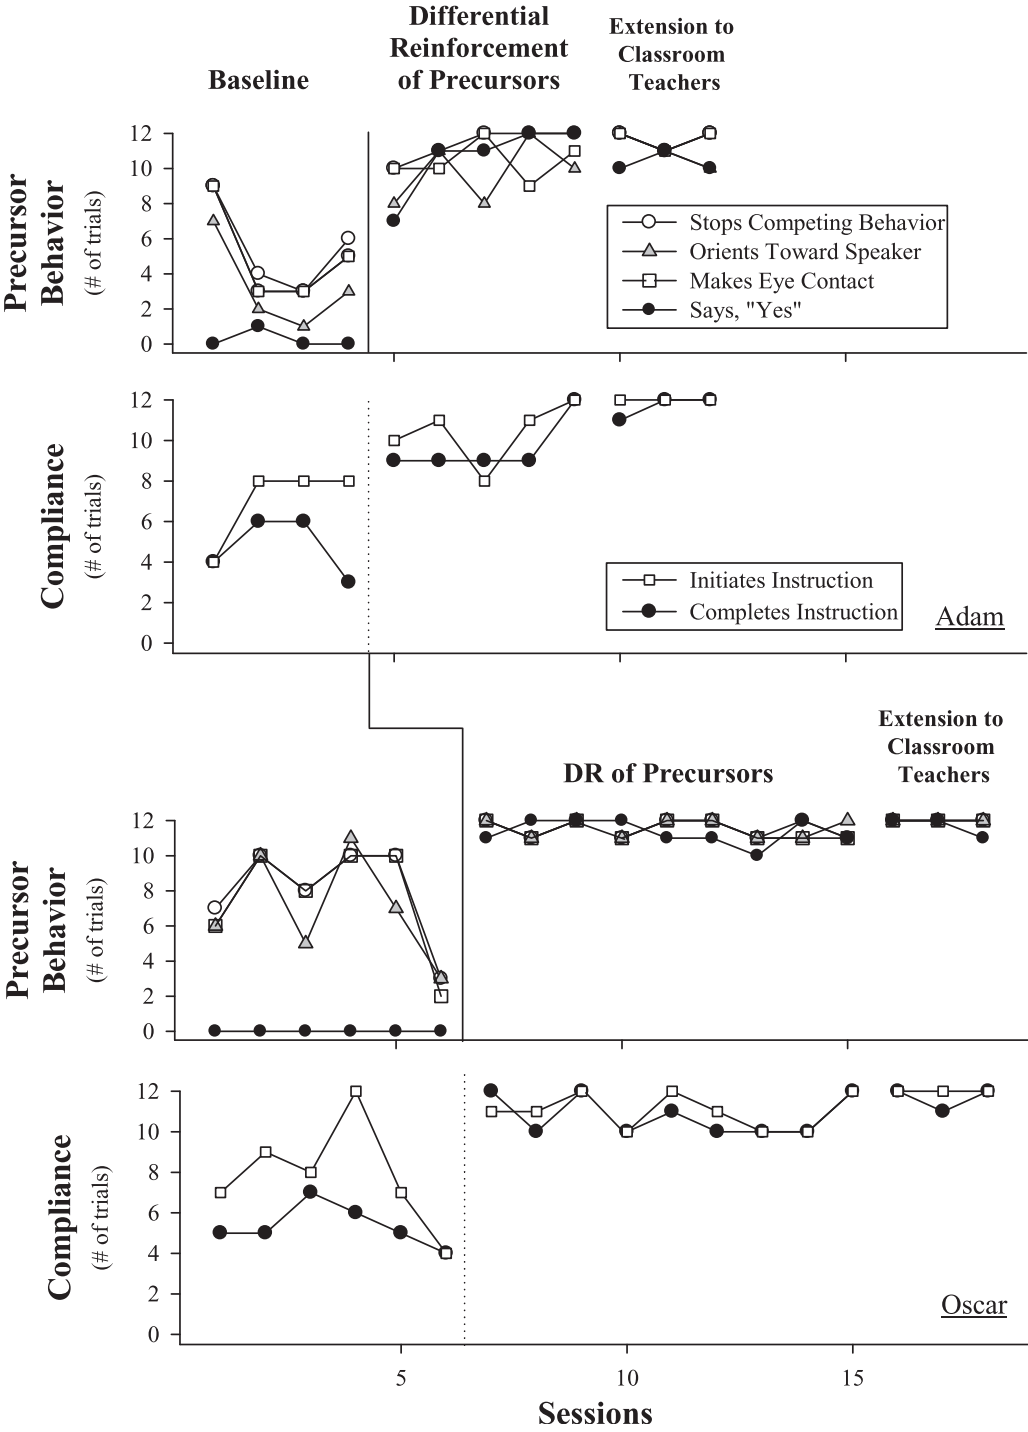 Differential
Reinforcement
of Precursors
Extension to
Classroom
Teachers
Baseline
Precursor
Behavior
(# of trials)
12
10
8
6
4
2
0
Stops Competing Behavior
Orients Toward Speaker
Makes Eye Contact
Says, "Yes"
Compliance
(# of trials)
12
10
8
6
4
2
0
Initiates Instruction
Completes Instruction
Adam
Extension to
Classroom
Teachers
DR of Precursors
Precursor
Behavior
(# of trials)
12
10
8
6
4
2
0
Compliance
(# of trials)
12
10
8
6
4
2
0
Oscar
5 10 15
Sessions